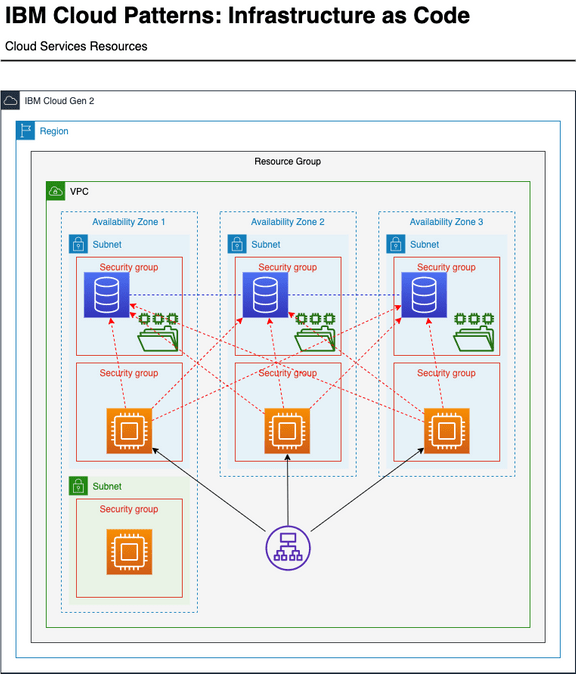 IBM Cloud Patterns: Infrastructure as Code
Cloud Services Resources
IBM Cloud Gen 2
Region
Resource Group
VPC
Availability Zone 1
Availability Zone 2
Availability Zone 3
Subnet
Subnet
Subnet
Security group
Security group
Security group
Security group
Security group
Security group
Subnet
Security group